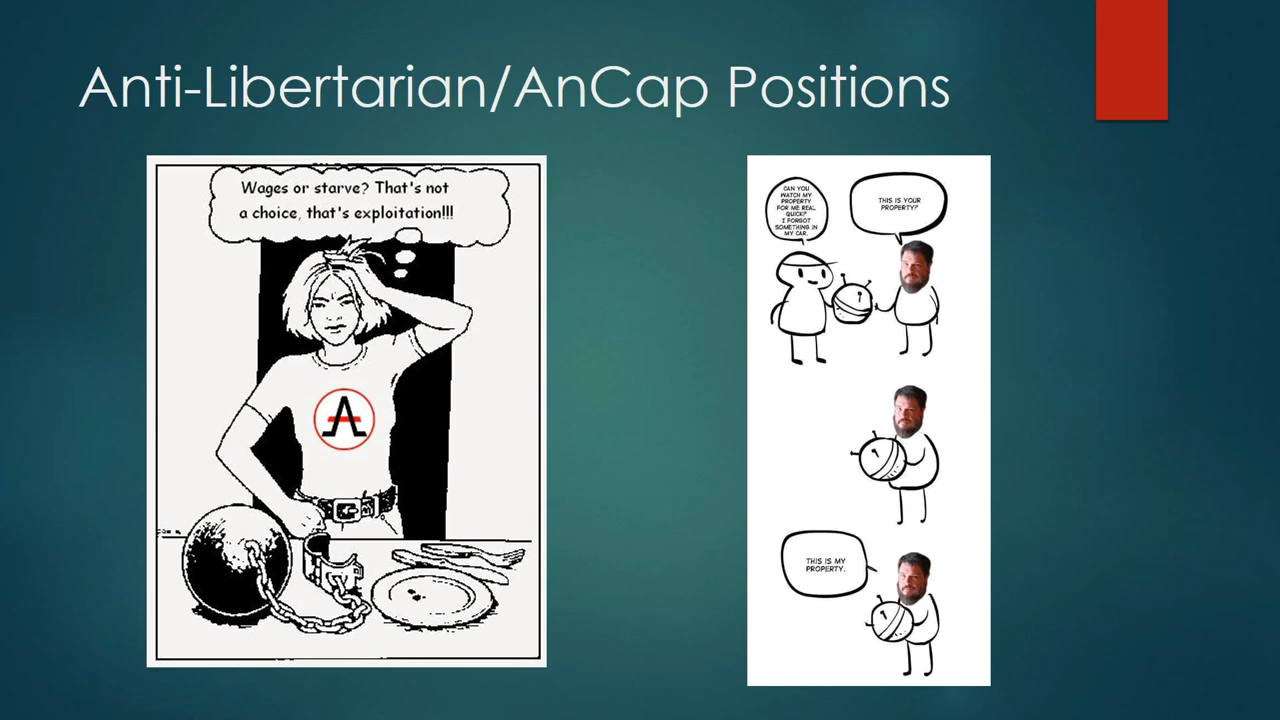 Anti-Libertarian/AnCap Positions
Wages or starve? That's not
a choice, that's exploitation!!!
A
CAN YOU
WATCH MY
PROPERTY
FOR ME REAL
QUICK?
I FORGOT
SOMETHING IN
MY CAR.
THIS IS YOUR
PROPERTY?
THIS IS MY
PROPERTY.